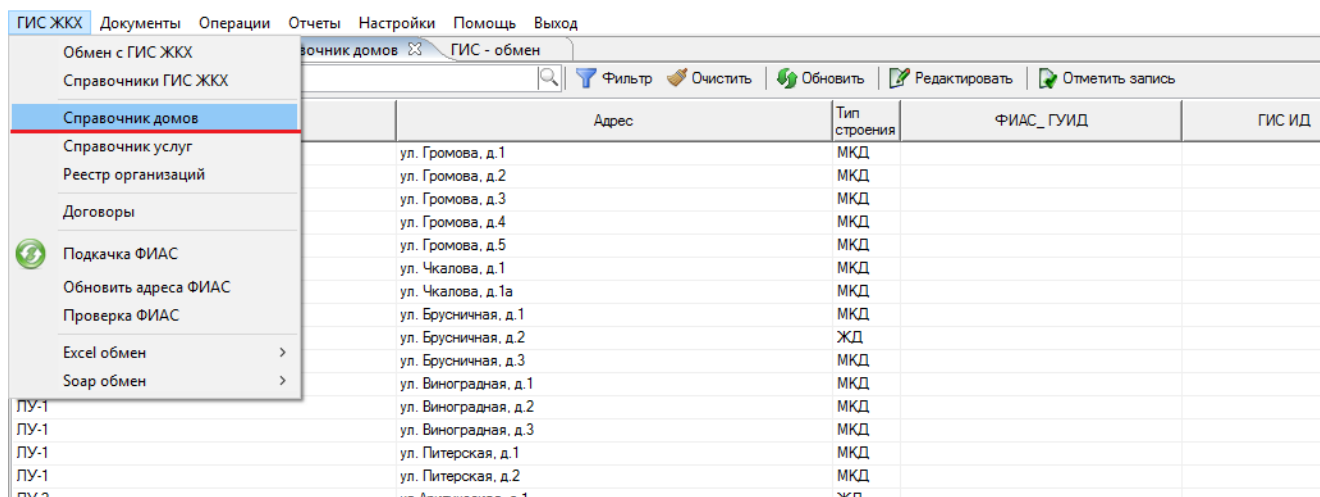 ГИС ЖКХ Документы Операции Отчеты Настройки Помощь Выход
Обмен с ГИС ЖКХ
Справочники ГИС ЖКХ
Справочник домов
Справочник услуг
Реестр организаций
Договоры
Подкачка ФИАС
Обновить адреса ФИАС
Проверка ФИАС
Excel обмен >
Soap обмен >
домов ГИС - обмен
Фильтр Очистить Обновить Редактировать Отметить запись
Адрес Тип строения ФИАС_ГУИД ГИС ИД
ул. Громова, д.1 МКД
ул. Громова, д.2 МКД
ул. Громова, д.3 МКД
ул. Громова, д.4 МКД
ул. Громова, д.5 МКД
ул. Чкалова, д.1 МКД
ул. Чкалова, д.1а МКД
ул. Брусничная, д.1 МКД
ул. Брусничная, д.2 ЖД
ул. Брусничная, д.3 МКД
ул. Виноградная, д.1 МКД
ЛУ-1 ул. Виноградная, д.2 МКД
ЛУ-1 ул. Виноградная, д.3 МКД
ЛУ-1 ул. Питерская, д.1 МКД
ЛУ-1 ул. Питерская, д.2 МКД